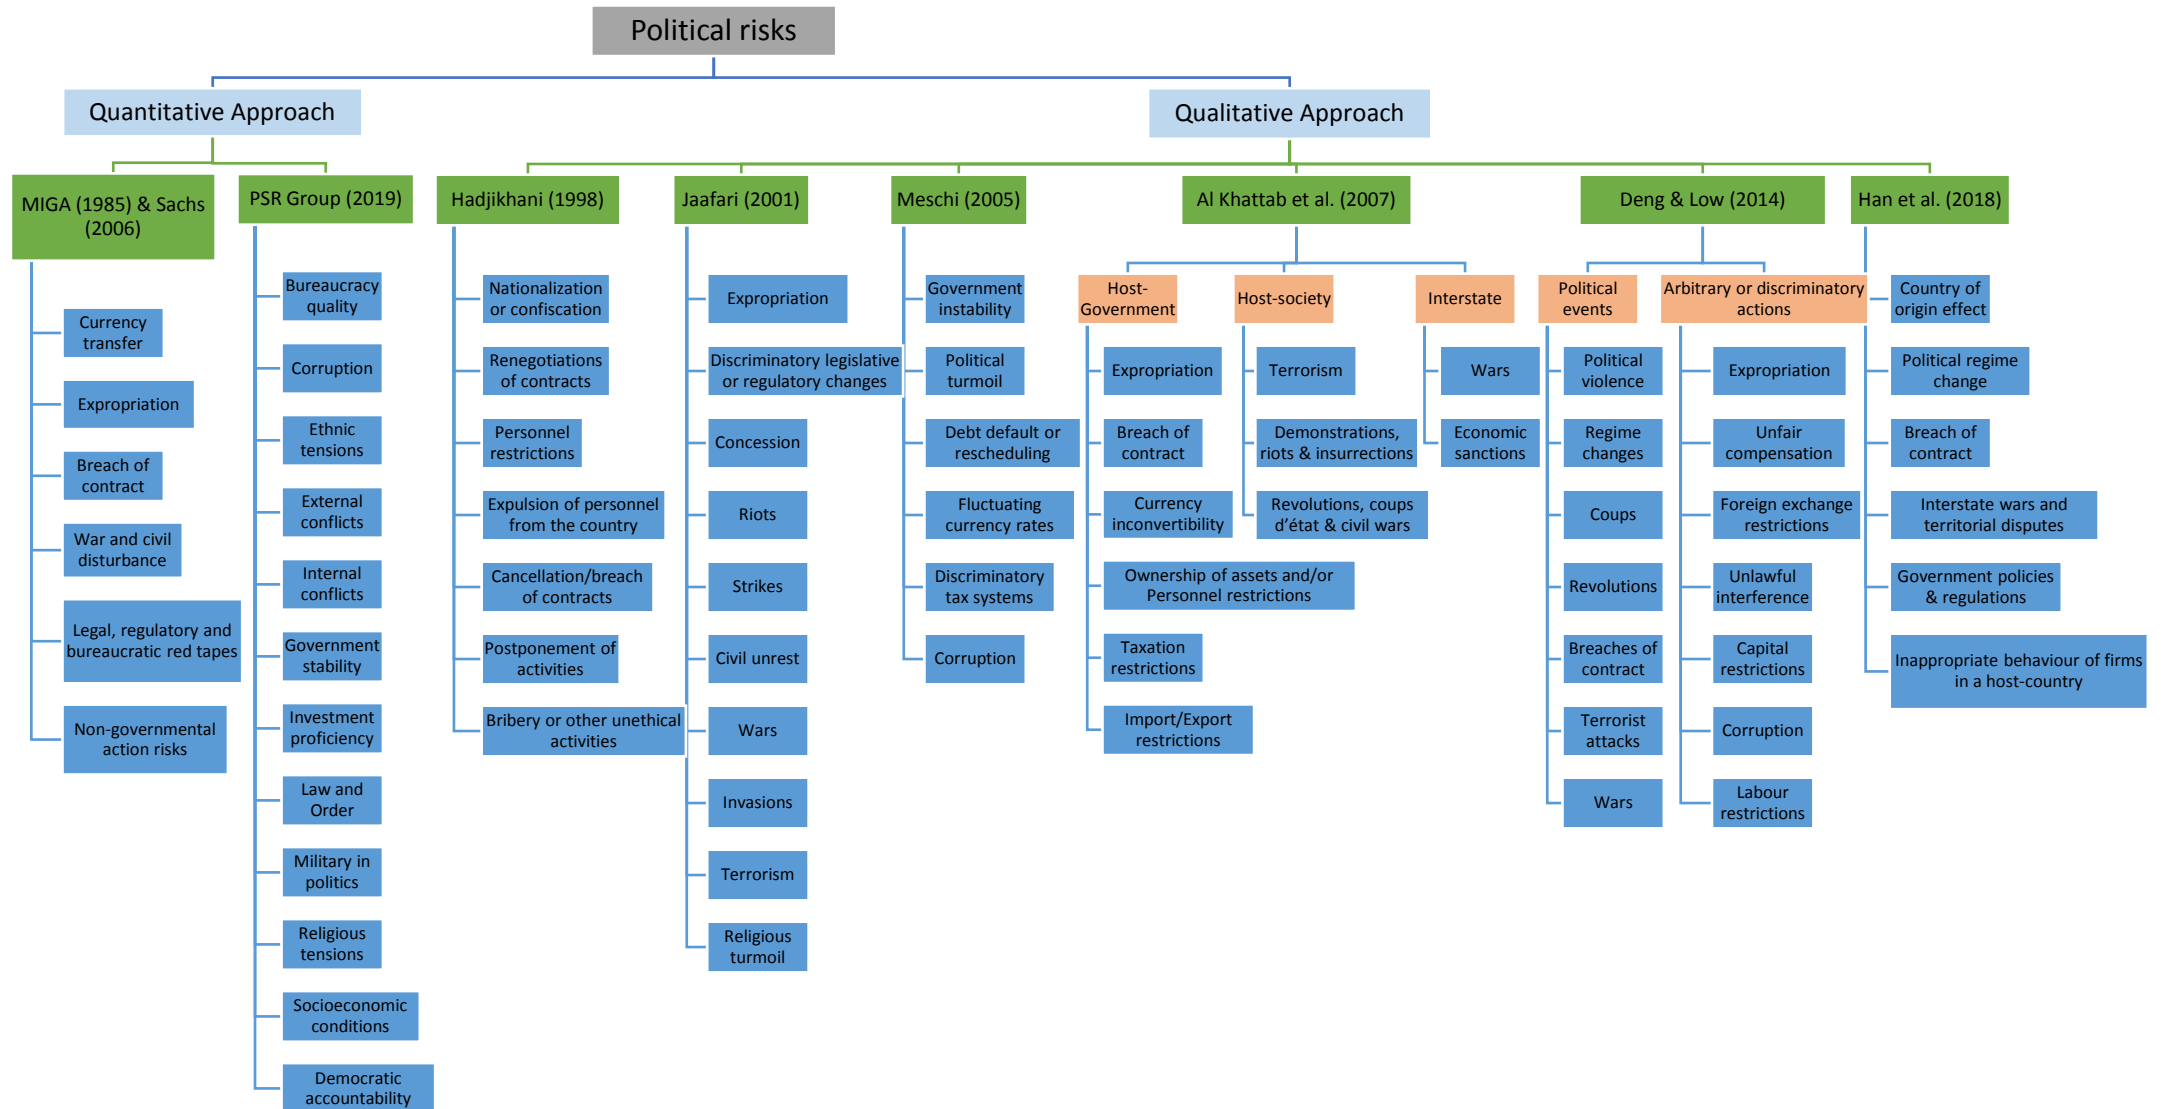 Political risks
Quantitative Approach
Qualitative Approach
MIGA (1985) & Sachs
(2006)
Currency
transfer
Expropriation
Breach of
contract
War and civil
disturbance
Legal, regulatory and
bureaucratic red tapes
Non-governmental
action risks
PSR Group (2019)
Bureaucracy
quality
Corruption
Ethnic
tensions
External
conflicts
Internal
conflicts
Government
stability
Investment
proficiency
Law and
Order
Military in
politics
Religious
tensions
Socioeconomic
conditions
Democratic
accountability
Hadjikhani (1998)
Nationalization
or confiscation
Renegotiations
of contracts
Personnel
restrictions
Expulsion of personnel
from the country
Cancellation/breach
of contracts
Postponement of
activities
Bribery or other unethical
activities
Jaafari (2001)
Expropriation
Discriminatory legislative
or regulatory changes
Concession
Riots
Strikes
Civil unrest
Wars
Invasions
Terrorism
Religious
turmoil
Meschi (2005)
Government
instability
Political
turmoil
Debt default or
rescheduling
Fluctuating
currency rates
Discriminatory
tax systems
Corruption
Al Khattab et al. (2007)
Host-
Government
Expropriation
Breach of
contract
Currency
inconvertibility
Ownership of assets and/or
Personnel restrictions
Taxation
restrictions
Import/Export
restrictions
Host-society
Terrorism
Demonstrations,
riots & insurrections
Revolutions, coups
d’état & civil wars
Interstate
Wars
Economic
sanctions
Deng & Low (2014)
Political
events
Political
violence
Regime
changes
Coups
Revolutions
Breaches of
contract
Terrorist
attacks
Wars
Arbitrary or discriminatory
actions
Expropriation
Unfair
compensation
Foreign exchange
restrictions
Unlawful
interference
Capital
restrictions
Corruption
Labour
restrictions
Han et al. (2018)
Country of
origin effect
Political regime
change
Breach of
contract
Interstate wars and
territorial disputes
Government policies
& regulations
Inappropriate behaviour of firms
in a host-country